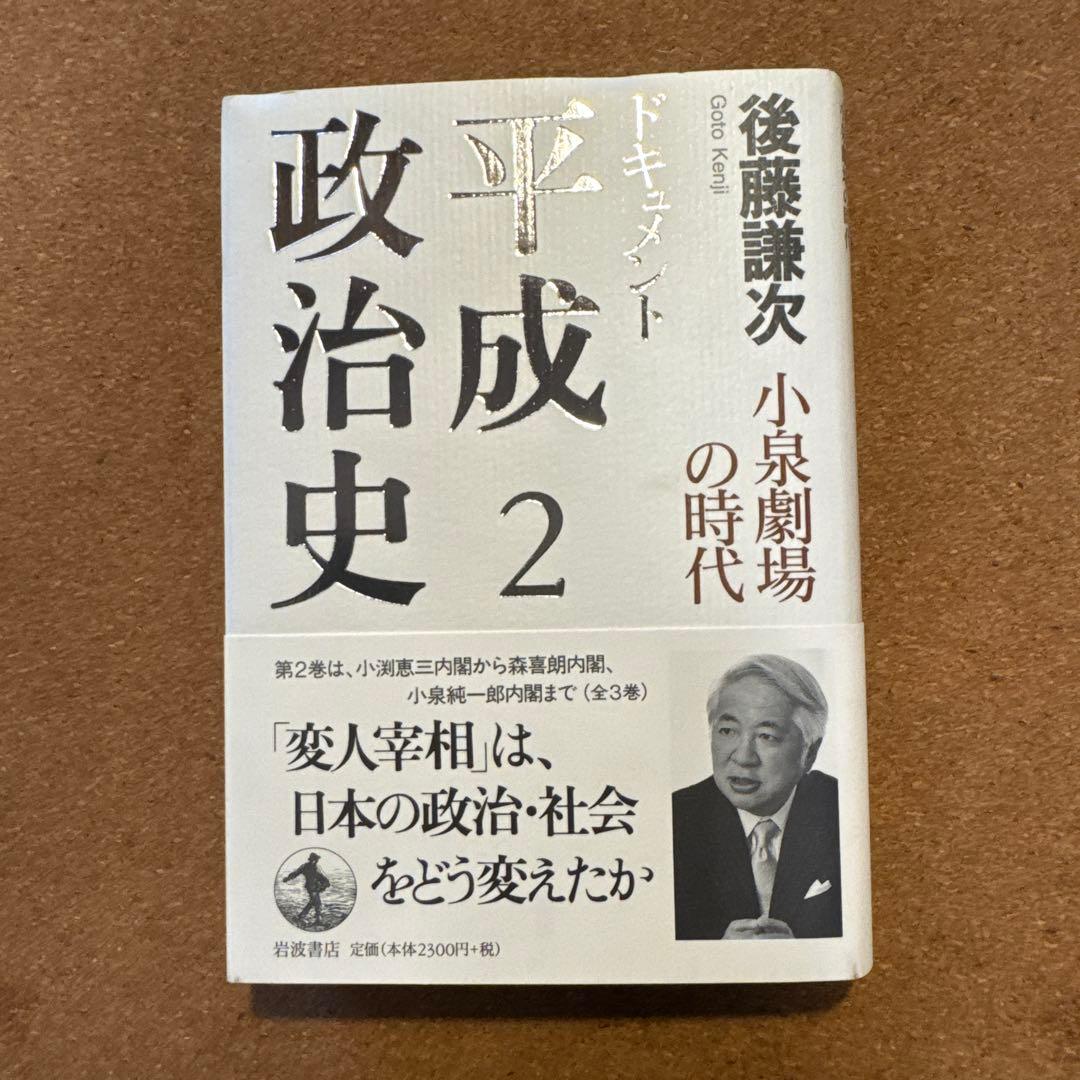 後藤謙次
Goto Kenji
小泉劇場
の時代
ドキュメント
平成2
政治史
第2巻は、小渕恵三内閣から森喜朗内閣、
小泉純一郎内閣まで（全3巻）
「変人宰相」は、
日本の政治・社会
をどう変えたか
岩波書店 定価（本体2300円+税）